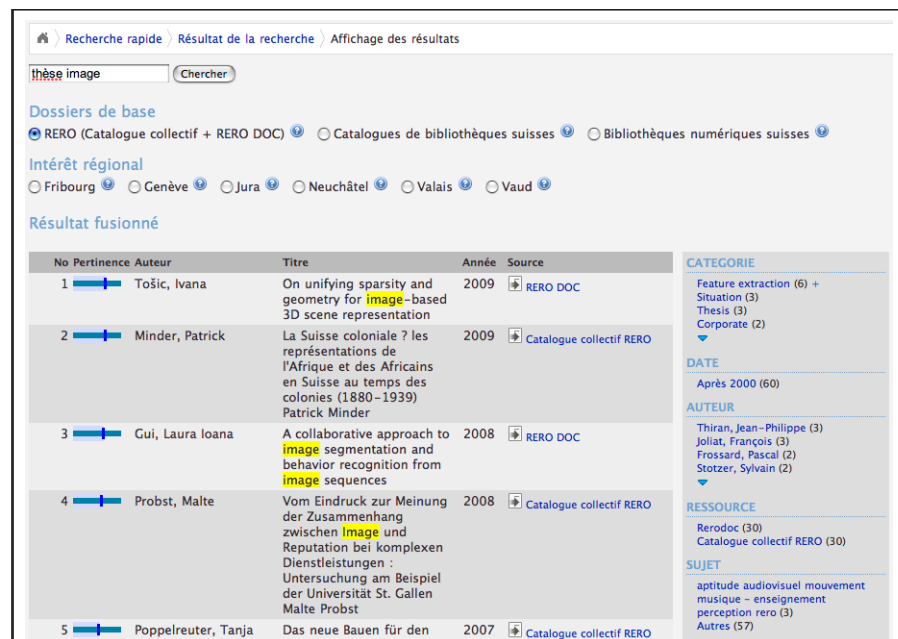 Recherche rapide Résultat de la recherche Affichage des résultats
thèse image Chercher
Dossiers de base
RERO (Catalogue collectif + RERO DOC) ? Catalogues de bibliothèques suisses ? Bibliothèques numériques suisses ?
Intérêt régional
Fribourg ? Genève ? Jura ? Neuchâtel ? Valais ? Vaud ?
Résultat fusionné
No Pertinence Auteur Titre Année Source
1 Tošic, Ivana On unifying sparsity and 2009 RERO DOC
geometry for image-based
3D scene representation
2 Minder, Patrick La Suisse coloniale ? les 2009 Catalogue collectif RERO
représentations de
l'Afrique et des Africains
en Suisse au temps des
colonies (1880-1939)
Patrick Minder
3 Gui, Laura Ioana A collaborative approach to 2008 RERO DOC
image segmentation and
behavior recognition from
image sequences
4 Probst, Malte Vom Eindruck zur Meinung 2008 Catalogue collectif RERO
der Zusammenhang
zwischen Image und
Reputation bei komplexen
Dienstleistungen :
Untersuchung am Beispiel
der Universität St. Gallen
Malte Probst
5 Poppelreuter, Tanja Das neue Bauen für den 2007 Catalogue collectif RERO
CATEGORIE
Feature extraction (6) +
Situation (3)
Thesis (3)
Corporate (2)
DATE
Après 2000 (60)
AUTEUR
Thiran, Jean-Philippe (3)
Joliat, François (3)
Frossard, Pascal (2)
Stotzer, Sylvain (2)
RESSOURCE
Rerodoc (30)
Catalogue collectif RERO (30)
SUJET
aptitude audiovisuel mouvement
musique - enseignement
perception rero (3)
Autres (57)